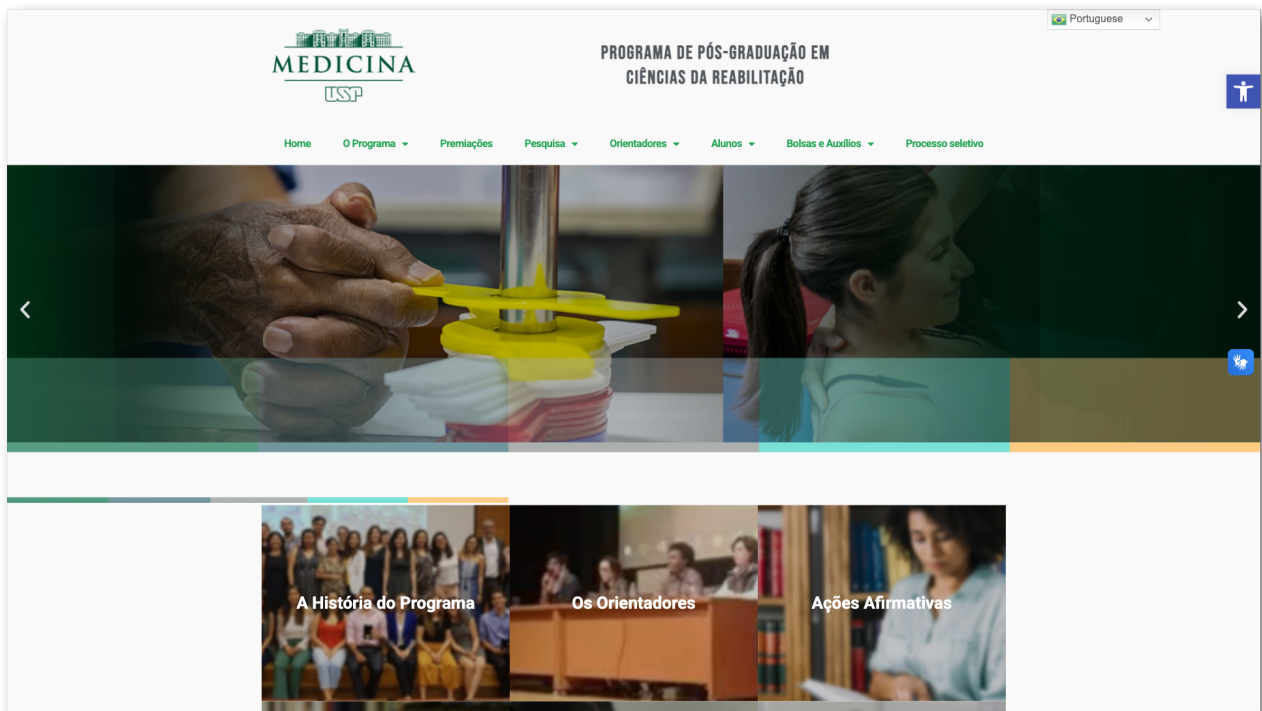 Portuguese
MEDICINA
USP
PROGRAMA DE PÓS-GRADUAÇÃO EM
CIÊNCIAS DA REABILITAÇÃO
Home
O Programa
Premiações
Pesquisa
Orientadores
Alunos
Bolsas e Auxílios
Processo seletivo
A História do Programa
Os Orientadores
Ações Afirmativas